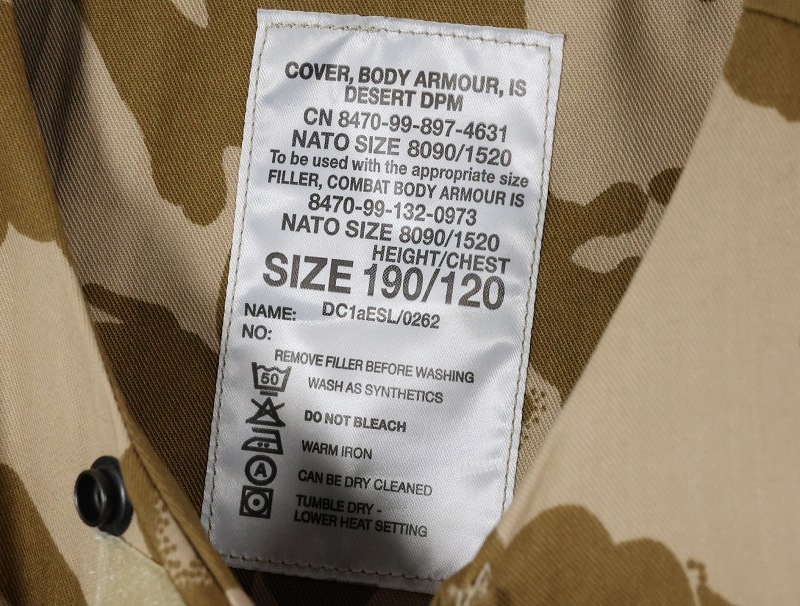 COVER, BODY ARMOUR, IS
DESERT DPM
CN 8470-99-897-4631
NATO SIZE 8090/1520
To be used with the appropriate size
FILLER, COMBAT BODY ARMOUR IS
8470-99-132-0973
NATO SIZE 8090/1520
HEIGHT/CHEST
SIZE 190/120
NAME: DC1aESL/0262
NO:
REMOVE FILLER BEFORE WASHING
50 WASH AS SYNTHETICS
DO NOT BLEACH
WARM IRON
A CAN BE DRY CLEANED
TUMBLE DRY -
LOWER HEAT SETTING